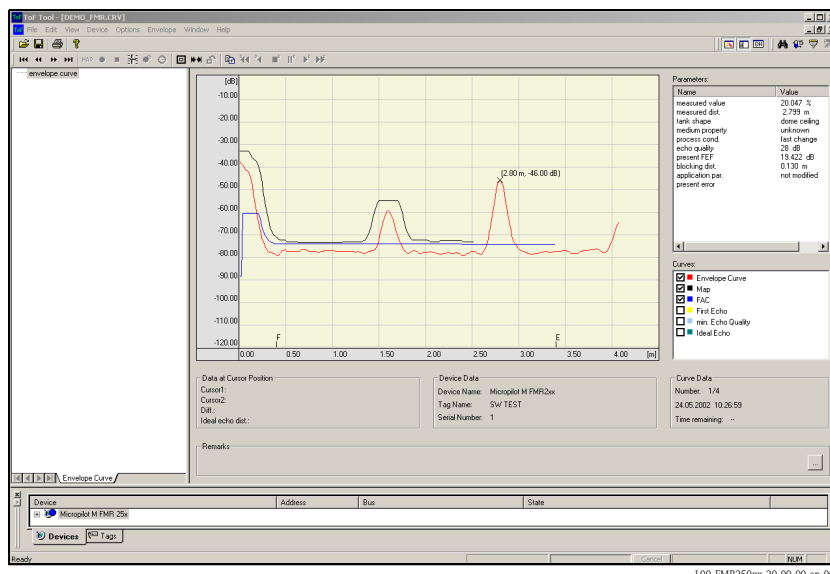 ToF Tool - [DEMO_FMR.CRV]
File Edit View Device Options Envelope Window Help
MAP
envelope curve
[dB]
-10.00
-20.00
-30.00
-40.00
-50.00
-60.00
-70.00
-80.00
-90.00
-100.00
-110.00
-120.00
(2.80 m, -46.00 dB)
F
E
0.00 0.50 1.00 1.50 2.00 2.50 3.00 3.50 4.00 [m]
Parameters:
Name Value
measured value 20.047 %
measured dist. 2.799 m
tank shape dome ceiling
medium property unknown
process cond. fast change
echo quality 28 dB
present FEF 19.422 dB
blocking dist. 0.130 m
application par. not modified
present error
Curves:
Envelope Curve
Map
FAC
First Echo
min. Echo Quality
Ideal Echo
Data at Cursor Position
Cursor1:
Cursor2:
Diff.:
Ideal echo dist.:
Device Data
Device Name: Micropilot M FMR2xx
Tag Name: SW TEST
Serial Number: 1
Curve Data
Number: 1/4
24.05.2002 10:26:59
Time remaining: --
Remarks
...
Envelope Curve
Device Address Bus State
Micropilot M FMR 25x
Devices Tags
Ready Cancel NUM